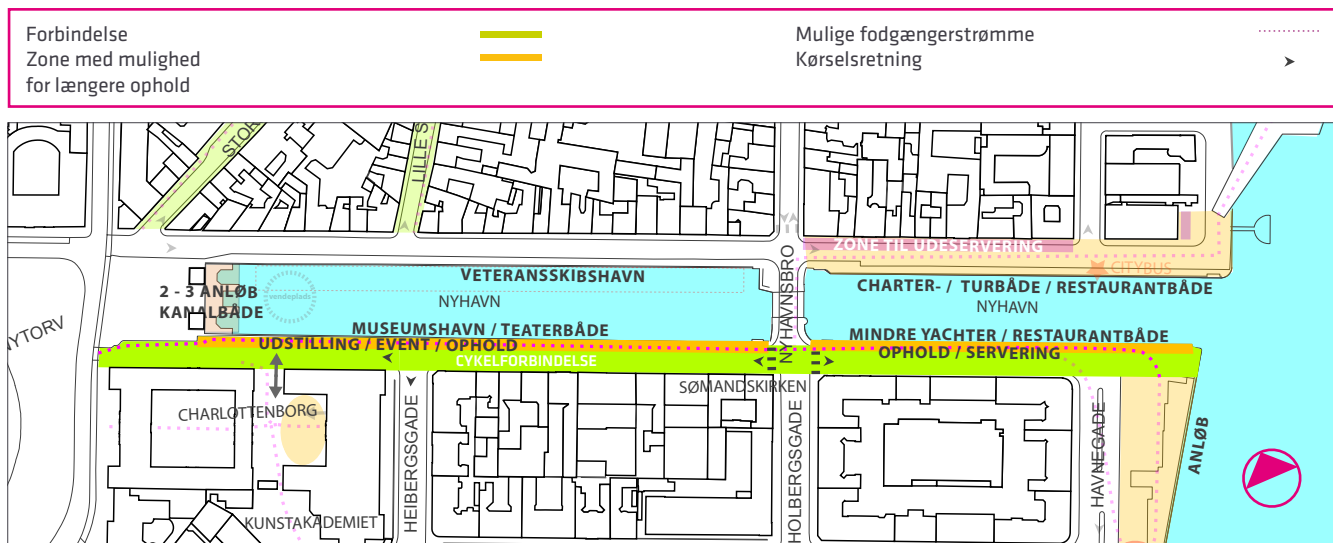 Forbindelse
Zone med mulighed
for længere ophold
Mulige fodgængerstrømme
Kørselsretning
STOR
LILLE S
ZONE TIL UDESERVERING
NYHAVNSBRO
CITYBUS
VETERANSSKIBSHAVN
CHARTER- / TURBÅDE / RESTAURANTBÅDE
2 - 3 ANLØB
KANALBÅDE
vendeplads
NYHAVN
NYHAVN
YTORV
MUSEUMSHAVN / TEATERBÅDE
MINDRE YACHTER / RESTAURANTBÅDE
UDSTILLING / EVENT / OPHOLD
OPHOLD / SERVERING
CYKELFORBINDELSE
SØMANDSKIRKEN
CHARLOTTENBORG
HEIBERGSGADE
HOLBERGSGADE
HAVNEGADE
ANLØB
KUNSTAKADEMIET